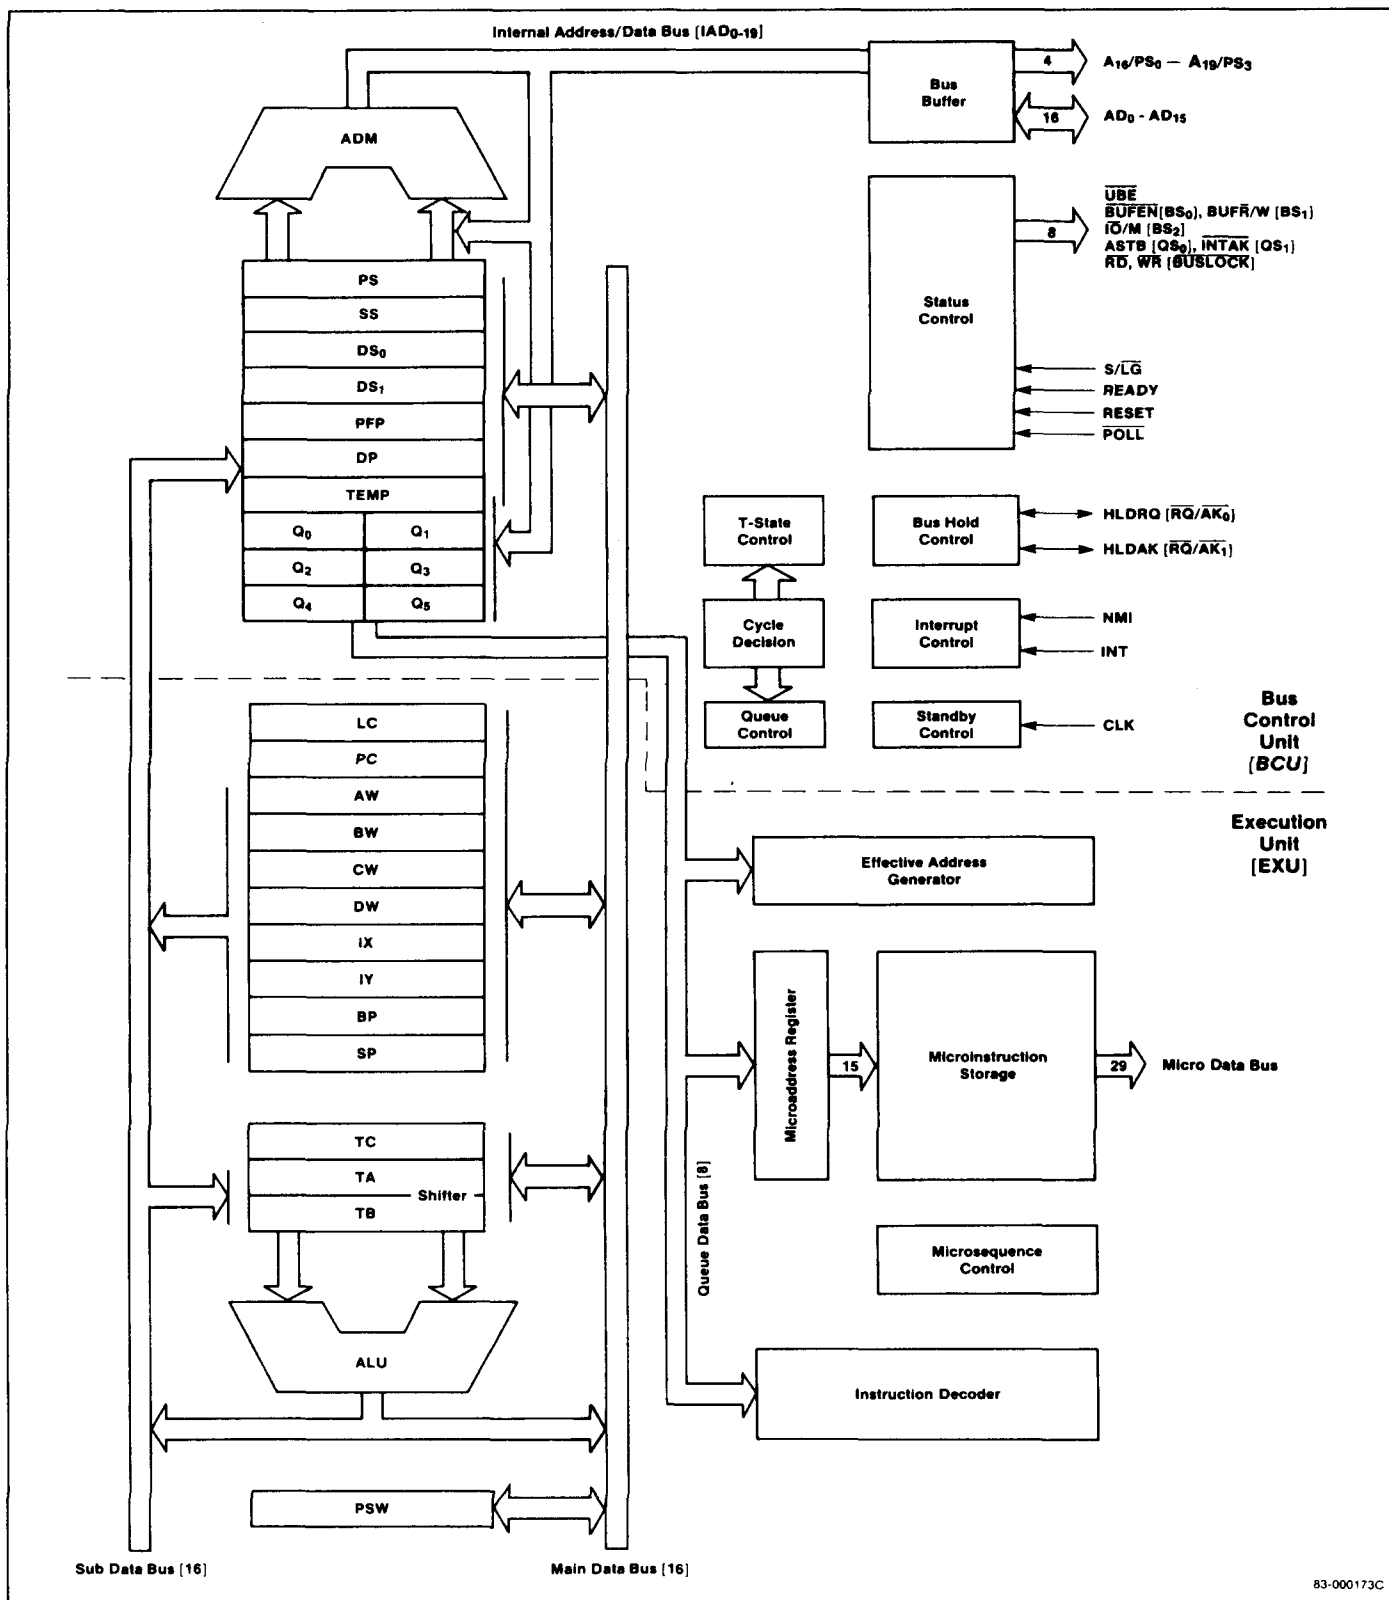 Internal Address/Data Bus [IAD0-19]
Bus
Buffer
4
A16/PS0 — A19/PS3
16
AD0 - AD15
ADM
Status
Control
8
UBE
BUFEN[BS0], BUFR/W [BS1]
IO/M [BS2]
ASTB [QS0], INTAK [QS1]
RD, WR [BUSLOCK]
S/LG
READY
RESET
POLL
PS
SS
DS0
DS1
PFP
DP
TEMP
Q0 Q1
Q2 Q3
Q4 Q5
T-State
Control
Bus Hold
Control
HLDRQ [RQ/AK0]
HLDAK [RQ/AK1]
Cycle
Decision
Interrupt
Control
NMI
INT
Queue
Control
Standby
Control
CLK
Bus
Control
Unit
[BCU]
Execution
Unit
[EXU]
LC
PC
AW
BW
CW
DW
IX
IY
BP
SP
Effective Address
Generator
Microaddress Register
15
Microinstruction
Storage
29
Micro Data Bus
TC
TA
Shifter
TB
Queue Data Bus [8]
Microsequence
Control
ALU
Instruction Decoder
PSW
Sub Data Bus [16]
Main Data Bus [16]
83-000173C